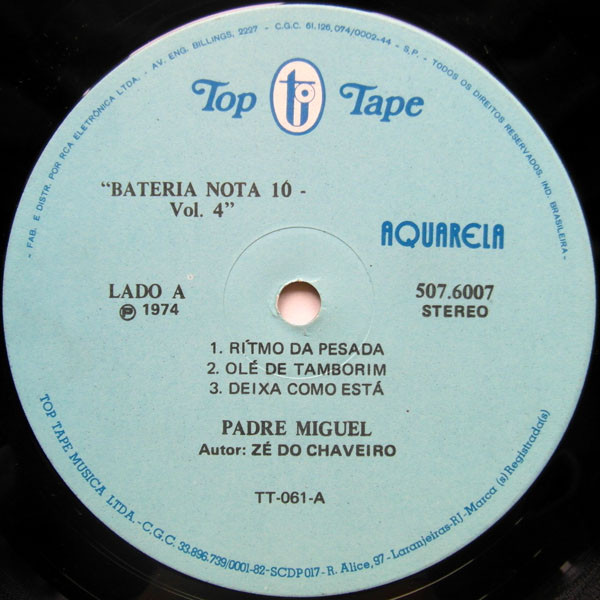 - FAB. E DISTR. POR RCA ELETRÔNICA LTDA. - AV. ENG. BILLINGS, 2227 - C.G.C. 61.126.074/0002-44 - S.P. - TODOS OS DIREITOS RESERVADOS. IND. BRASILEIRA -
Top tt Tape
"BATERIA NOTA 10 -
Vol. 4"
AQUARELA
LADO A
507.6007
℗ 1974
STEREO
1. RITMO DA PESADA
2. OLÉ DE TAMBORIM
3. DEIXA COMO ESTÁ
PADRE MIGUEL
Autor: ZÉ DO CHAVEIRO
TT-061-A
TOP TAPE MUSICA LTDA. - C.G.C. 33.896.739/0001-82 - SCDP 017 - R. Alice, 97 - Laranjeiras-RJ - Marca (s) Registrada(s)